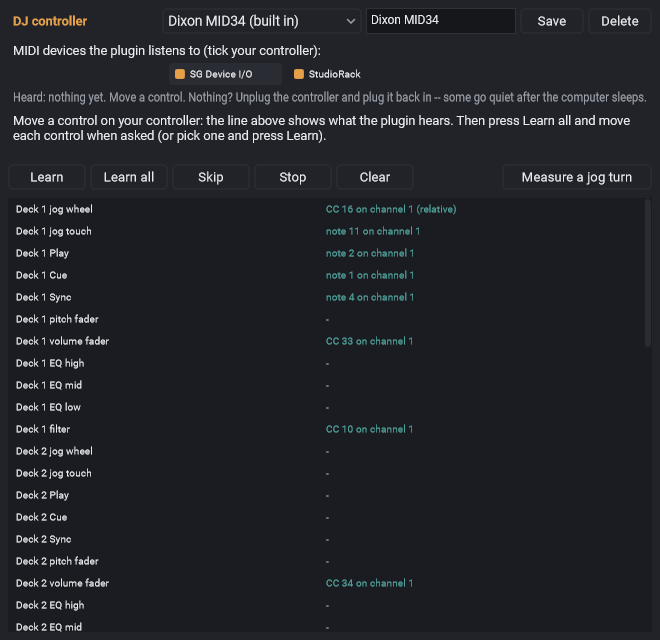 DJ controller
Dixon MID34 (built in)
Dixon MID34
Save
Delete
MIDI devices the plugin listens to (tick your controller):
SG Device I/O
StudioRack
Heard: nothing yet. Move a control. Nothing? Unplug the controller and plug it back in -- some go quiet after the computer sleeps.
Move a control on your controller: the line above shows what the plugin hears. Then press Learn all and move
each control when asked (or pick one and press Learn).
Learn
Learn all
Skip
Stop
Clear
Measure a jog turn
Deck 1 jog wheel CC 16 on channel 1 (relative)
Deck 1 jog touch note 11 on channel 1
Deck 1 Play note 2 on channel 1
Deck 1 Cue note 1 on channel 1
Deck 1 Sync note 4 on channel 1
Deck 1 pitch fader -
Deck 1 volume fader CC 33 on channel 1
Deck 1 EQ high -
Deck 1 EQ mid -
Deck 1 EQ low -
Deck 1 filter CC 10 on channel 1
Deck 2 jog wheel -
Deck 2 jog touch -
Deck 2 Play -
Deck 2 Cue -
Deck 2 Sync -
Deck 2 pitch fader -
Deck 2 volume fader CC 34 on channel 1
Deck 2 EQ high -
Deck 2 EQ mid -